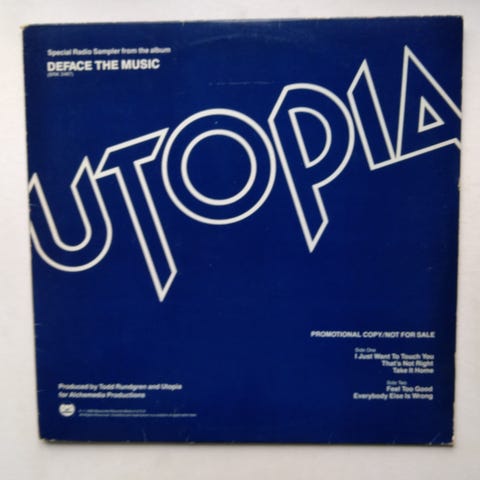 Special Radio Sampler from the album
DEFACE THE MUSIC
(BRK 3487)
UTOPIA
PROMOTIONAL COPY/NOT FOR SALE
Side One
I Just Want To Touch You
That's Not Right
Take It Home
Side Two
Feel Too Good
Everybody Else Is Wrong
Produced by Todd Rundgren and Utopia
for Alchemedia Productions